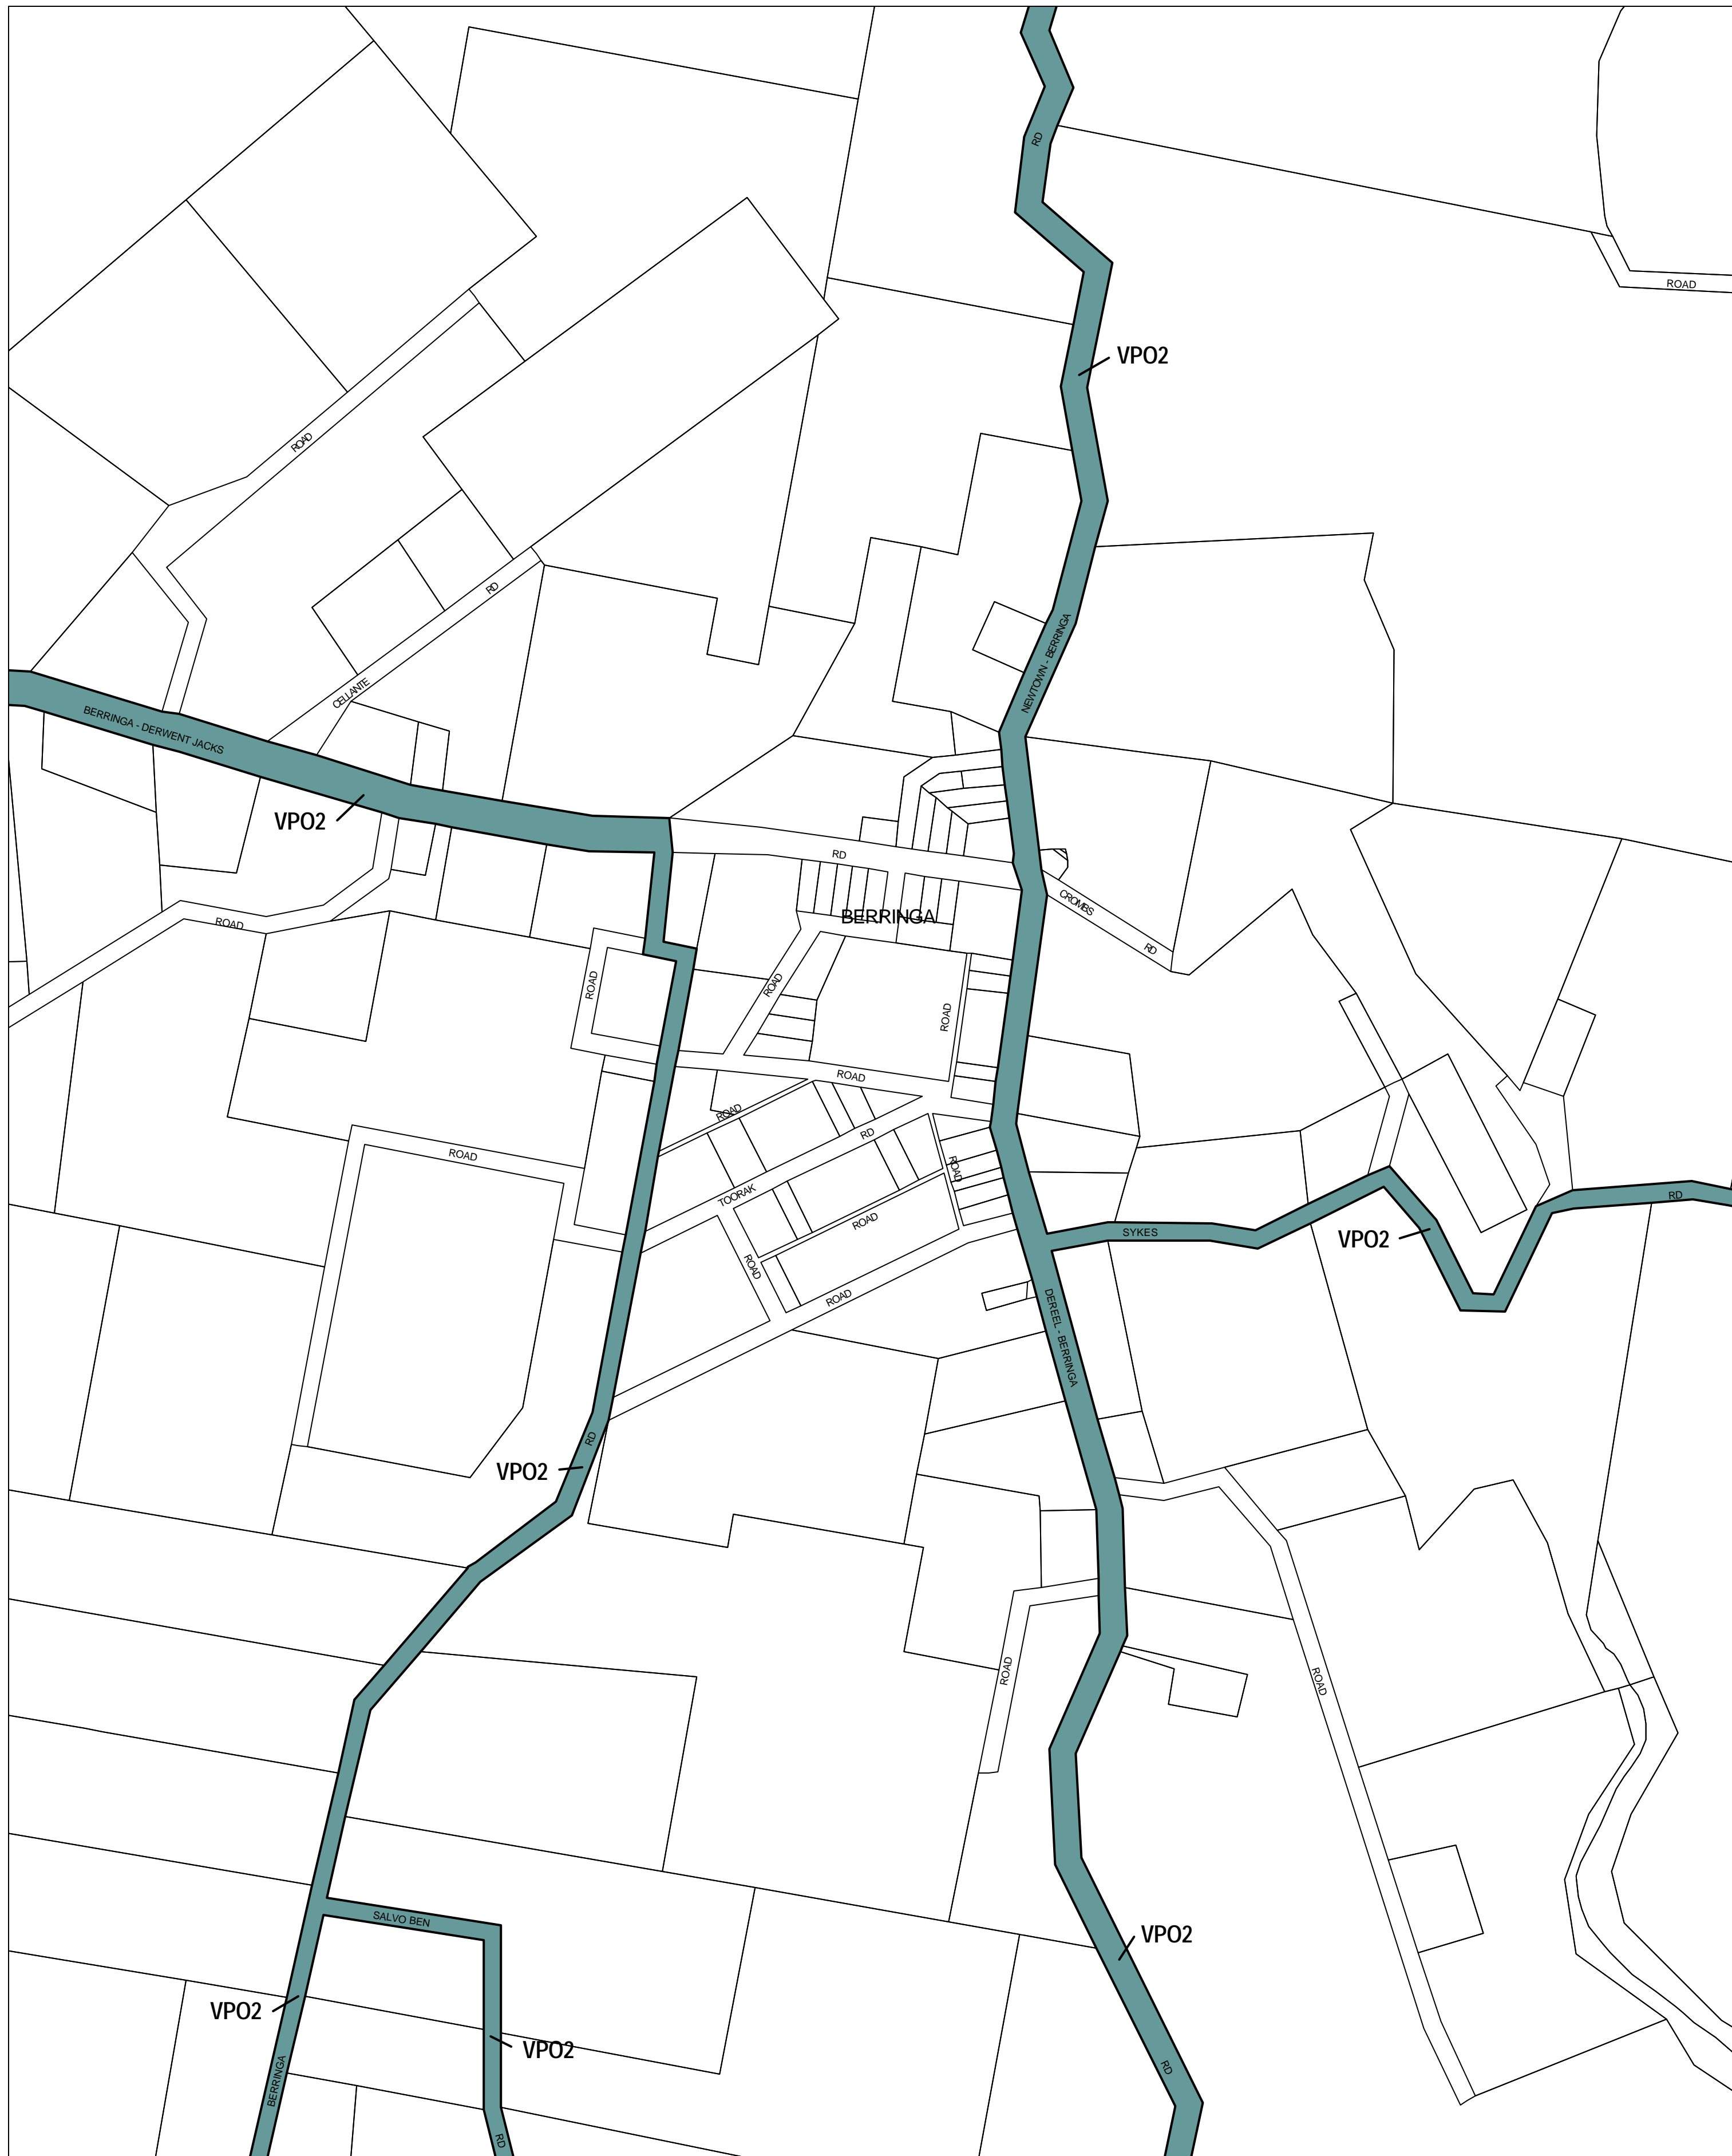 RD
ROAD
VPO2
ROAD
RD
NEWTOWN - BERRINGA
CELLANTE
BERRINGA - DERWENT JACKS
VPO2
RD
CROMBS
BERRINGA
ROAD
RD
ROAD
ROAD
ROAD
ROAD
ROAD
RD
ROAD
ROAD
TOORAK
RD
ROAD
SYKES
VPO2
ROAD
ROAD
DEREEL - BERRINGA
RD
VPO2
ROAD
ROAD
SALVO BEN
VPO2
VPO2
VPO2
RD
BERRINGA
RD
ROAD